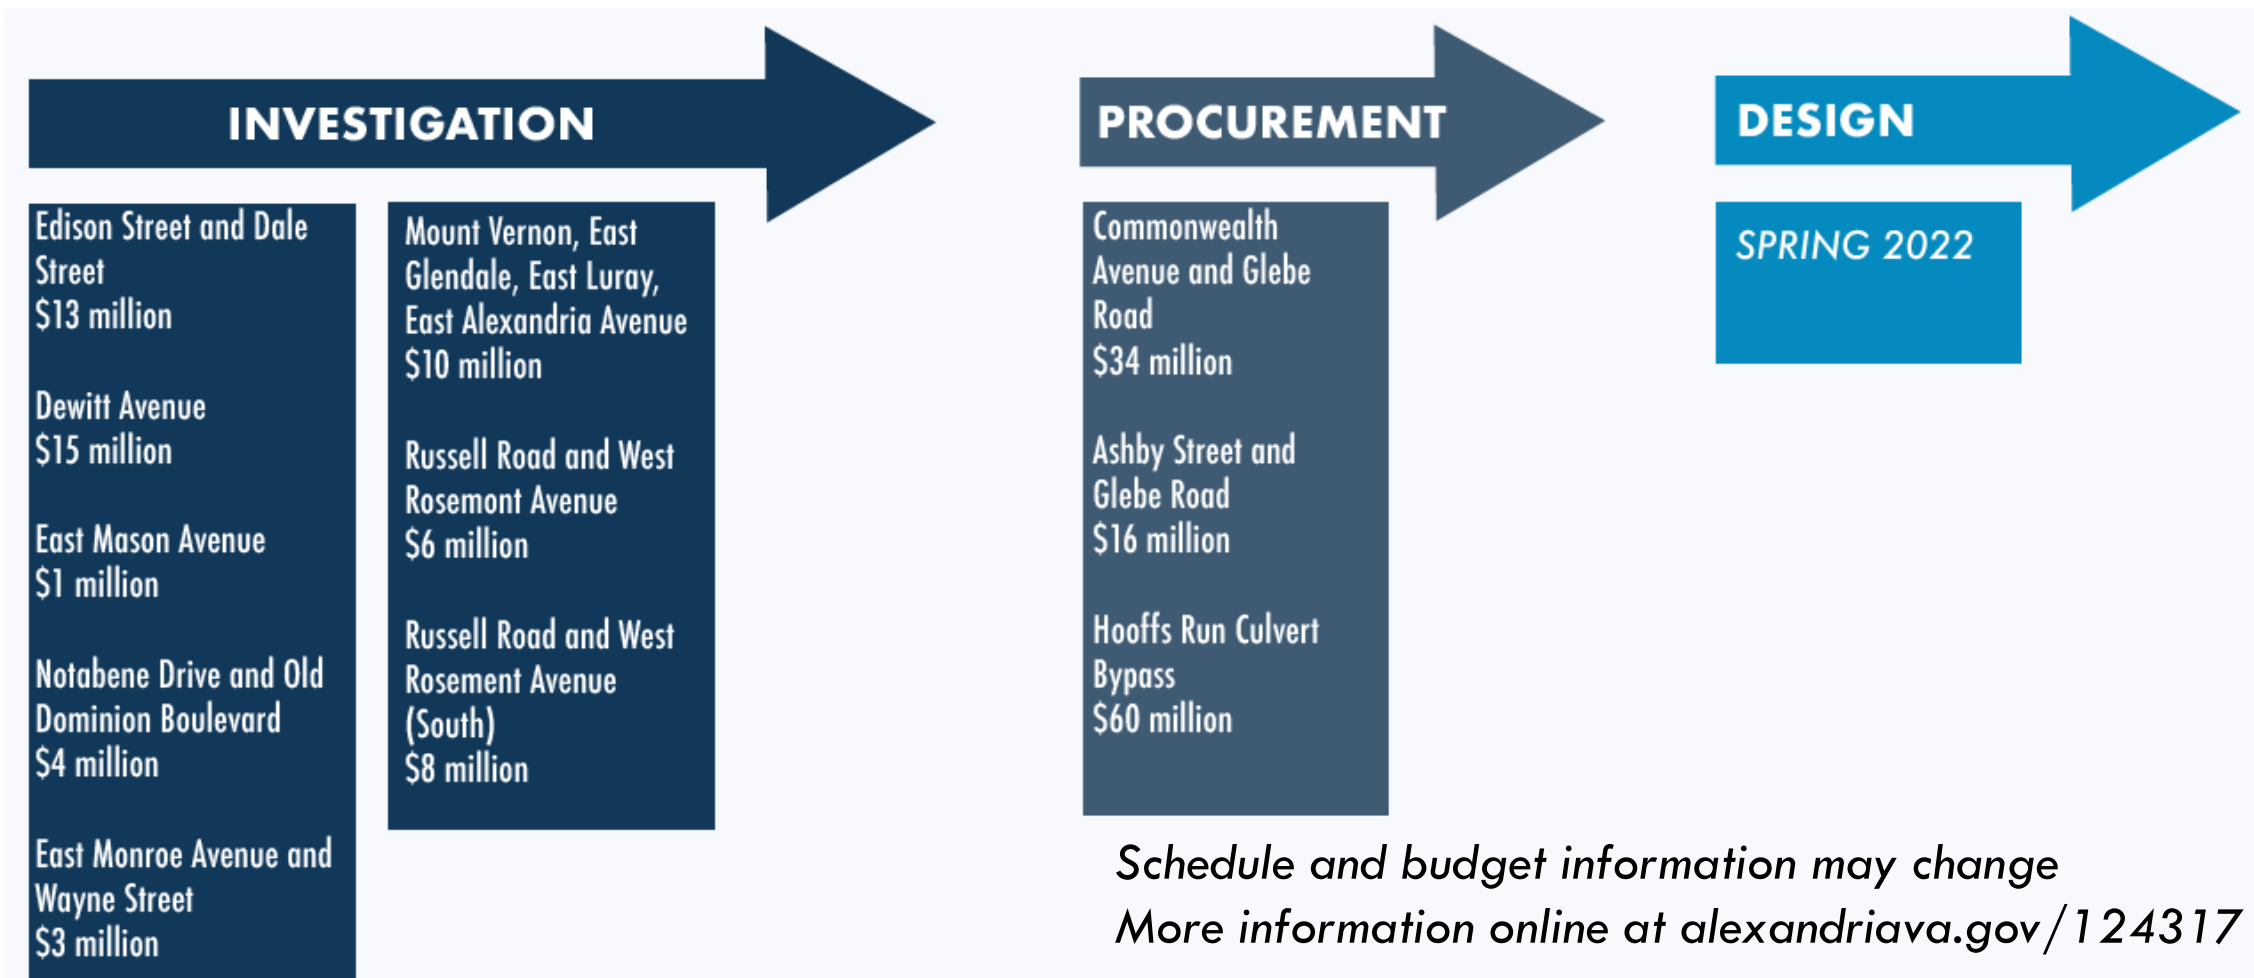 INVESTIGATION
Edison Street and Dale
Street
$13 million
Dewitt Avenue
$15 million
East Mason Avenue
$1 million
Notabene Drive and Old
Dominion Boulevard
$4 million
East Monroe Avenue and
Wayne Street
$3 million
Mount Vernon, East
Glendale, East Luray,
East Alexandria Avenue
$10 million
Russell Road and West
Rosemont Avenue
$6 million
Russell Road and West
Rosement Avenue
(South)
$8 million
PROCUREMENT
Commonwealth
Avenue and Glebe
Road
$34 million
Ashby Street and
Glebe Road
$16 million
Hooffs Run Culvert
Bypass
$60 million
DESIGN
SPRING 2022
Schedule and budget information may change
More information online at alexandriava.gov/124317